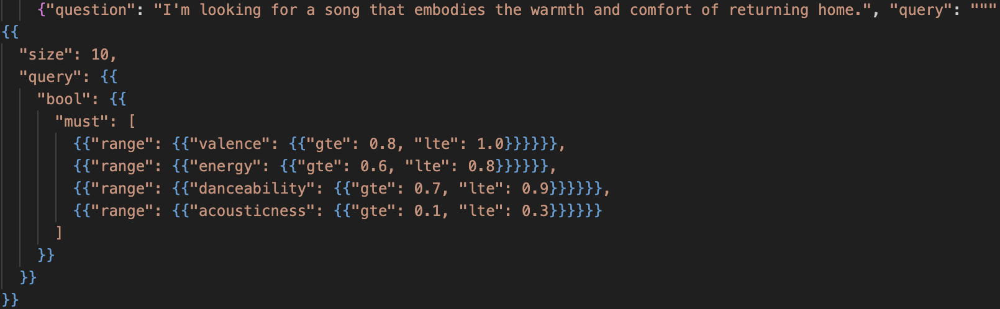 {"question": "I'm looking for a song that embodies the warmth and comfort of returning home.", "query": """
{{
  "size": 10,
  "query": {{
    "bool": {{
      "must": [
        {{"range": {{"valence": {{"gte": 0.8, "lte": 1.0}}}}}},
        {{"range": {{"energy": {{"gte": 0.6, "lte": 0.8}}}}}},
        {{"range": {{"danceability": {{"gte": 0.7, "lte": 0.9}}}}}},
        {{"range": {{"acousticness": {{"gte": 0.1, "lte": 0.3}}}}}}
      ]
    }}
  }}
}}